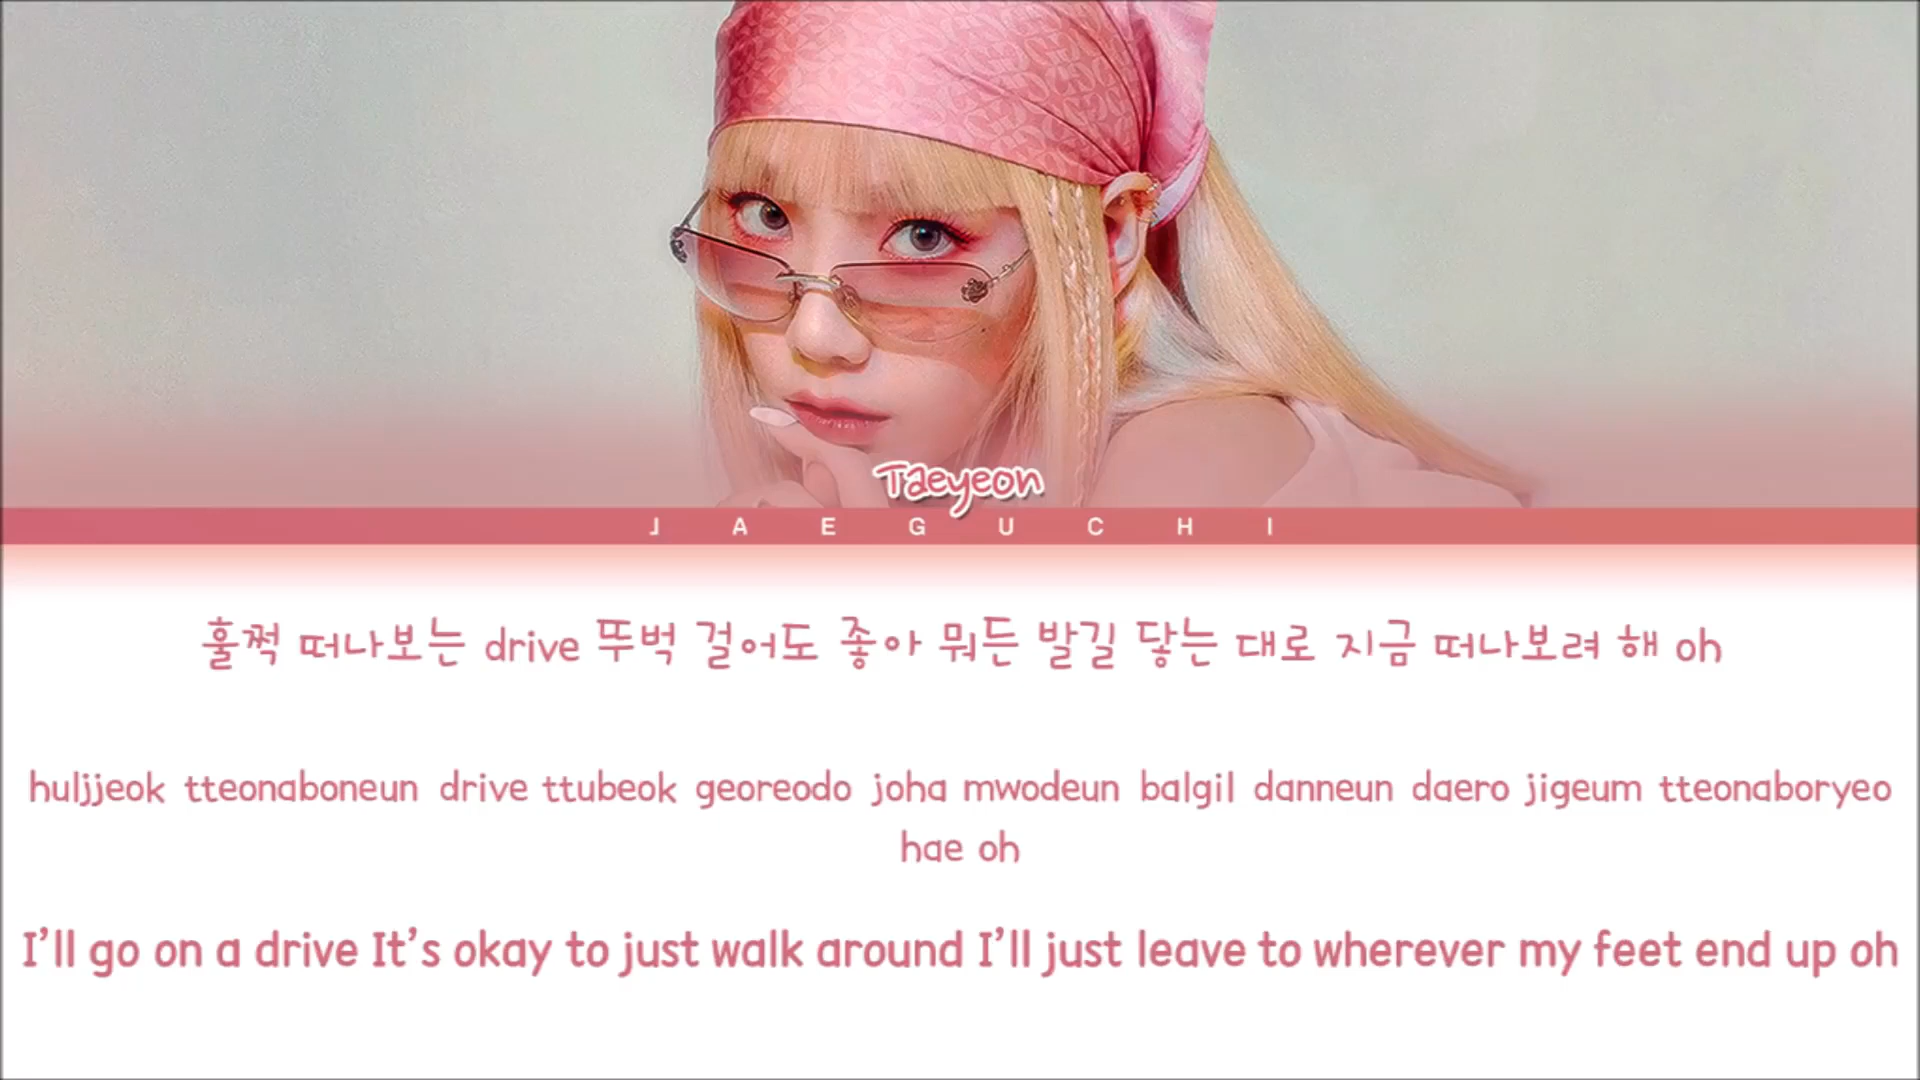 Taeyeon
JAEGUCHI
훌쩍 떠나보는 drive 뚜벅 걸어도 좋아 뭐든 발길 닿는 대로 지금 떠나보려 해 oh
huljjeok tteonaboneun drive ttubeok georeodo joha mwodeun balgil danneun daero jigeum tteonaboryeo
hae oh
I'll go on a drive It's okay to just walk around I'll just leave to wherever my feet end up oh